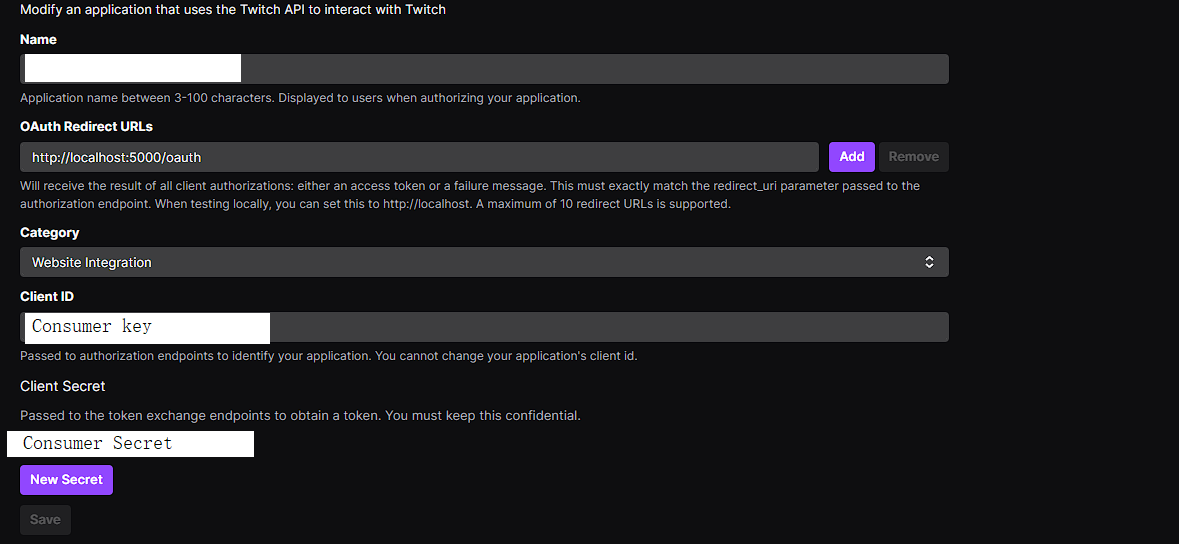 Modify an application that uses the Twitch API to interact with Twitch
Name
Application name between 3-100 characters. Displayed to users when authorizing your application.
OAuth Redirect URLs
http://localhost:5000/oauth
Add
Remove
Will receive the result of all client authorizations: either an access token or a failure message. This must exactly match the redirect_uri parameter passed to the
authorization endpoint. When testing locally, you can set this to http://localhost. A maximum of 10 redirect URLs is supported.
Category
Website Integration
Client ID
Consumer key
Passed to authorization endpoints to identify your application. You cannot change your application's client id.
Client Secret
Passed to the token exchange endpoints to obtain a token. You must keep this confidential.
Consumer Secret
New Secret
Save